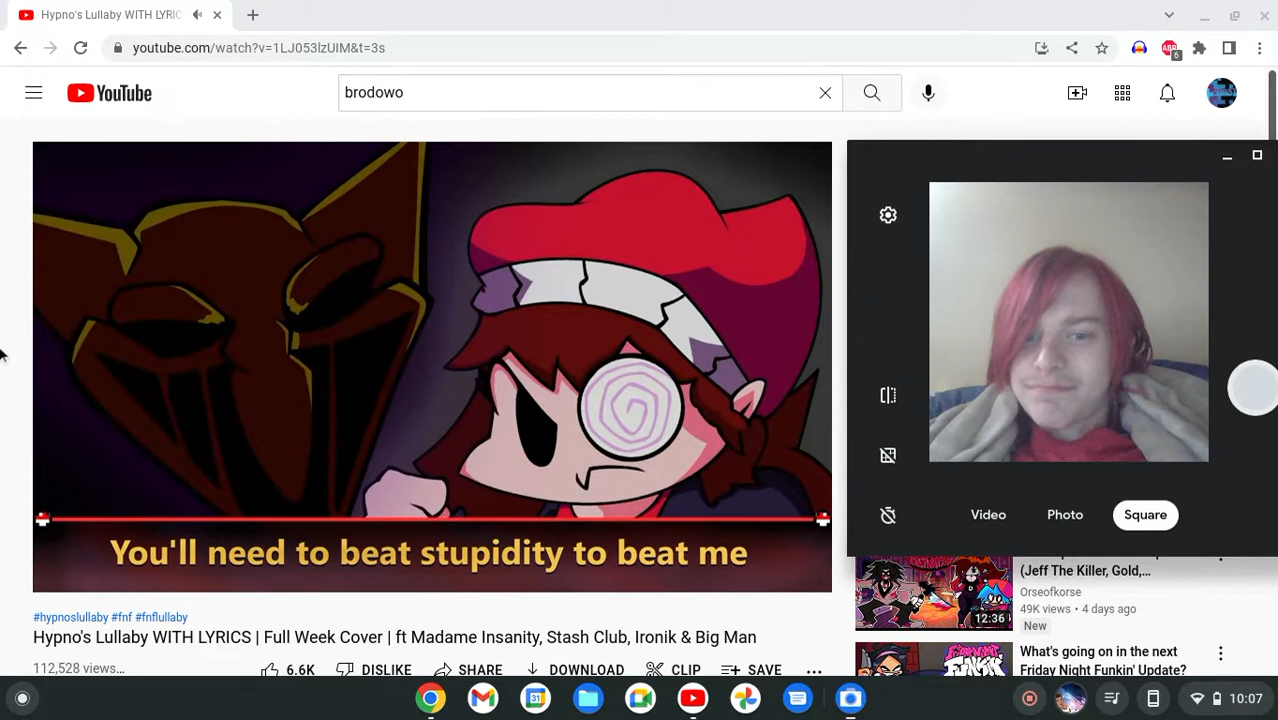 Hypno's Lullaby WITH LYRIC
youtube.com/watch?v=1LJ053lzUIM&t=3s
ABP
6
YouTube
brodowo
You'll need to beat stupidity to beat me
#hypnoslullaby #fnf #fnflullaby
Hypno's Lullaby WITH LYRICS | Full Week Cover | ft Madame Insanity, Stash Club, Ironik & Big Man
112,528 views...
6.6K
DISLIKE
SHARE
DOWNLOAD
CLIP
SAVE
Video
Photo
Square
(Jeff The Killer, Gold,...
Orseofkorse
49K views • 4 days ago
New
12:36
What's going on in the next
Friday Night Funkin' Update?
31
10:07